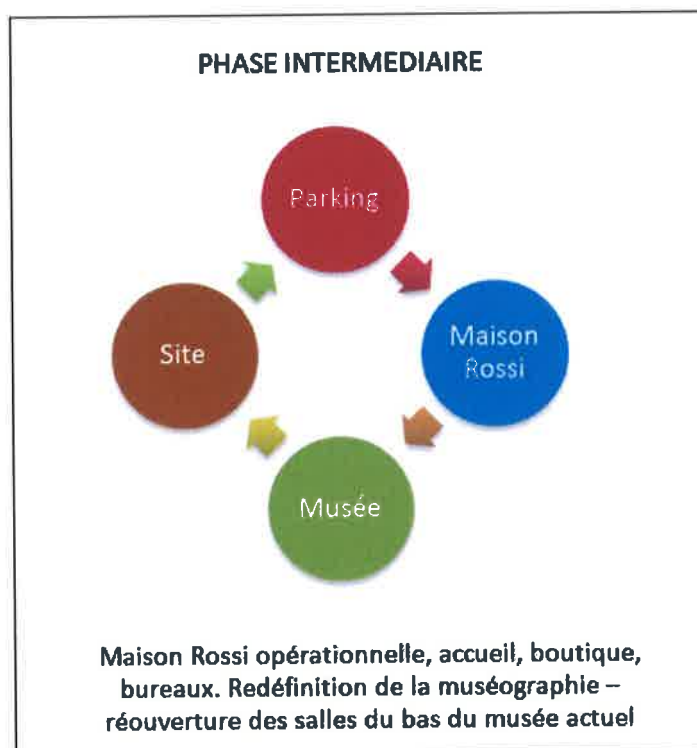 PHASE INTERMEDIAIRE
Parking
Maison
Rossi
Site
Musée
Maison Rossi opérationnelle, accueil, boutique,
bureaux. Redéfinition de la muséographie –
réouverture des salles du bas du musée actuel